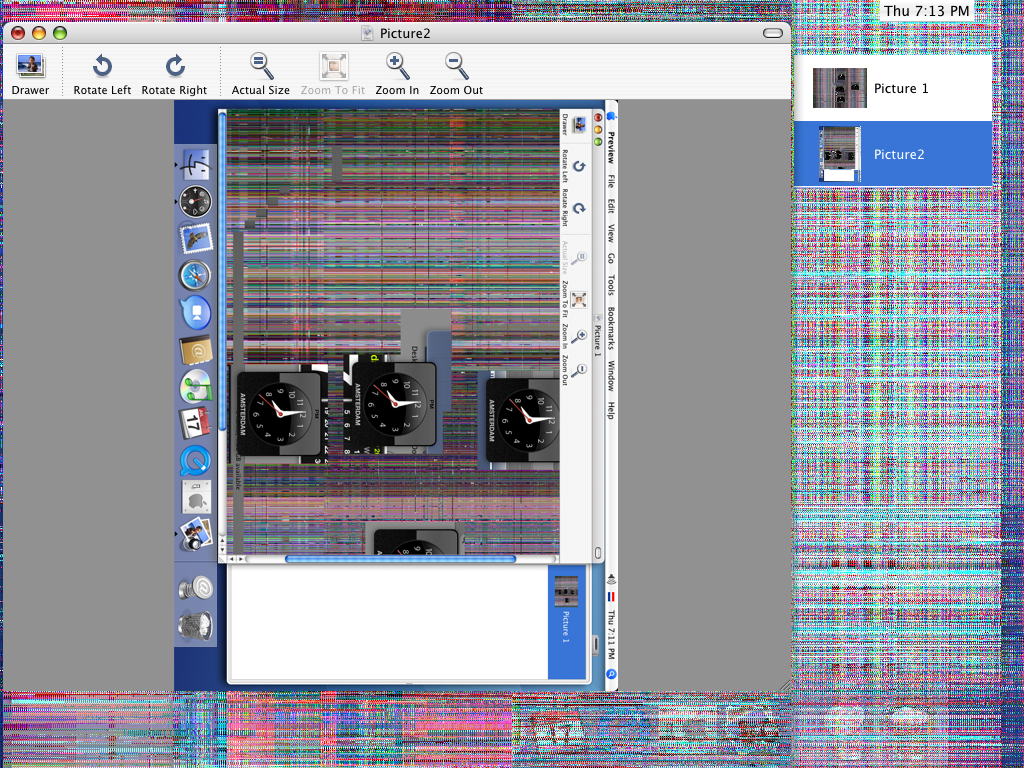 Thu 7:13 PM
Picture2
Drawer
Rotate Left
Rotate Right
Actual Size
Zoom To Fit
Zoom In
Zoom Out
Picture 1
Picture2
Preview File Edit View Go Tools Bookmarks Window Help
Thu 7:11 PM
Picture 1
Drawer
Rotate Left
Rotate Right
Actual Size
Zoom To Fit
Zoom In
Zoom Out
Picture 1
PM
AMSTERDAM
AMSTERDAM
AMSTERDAM
available
17